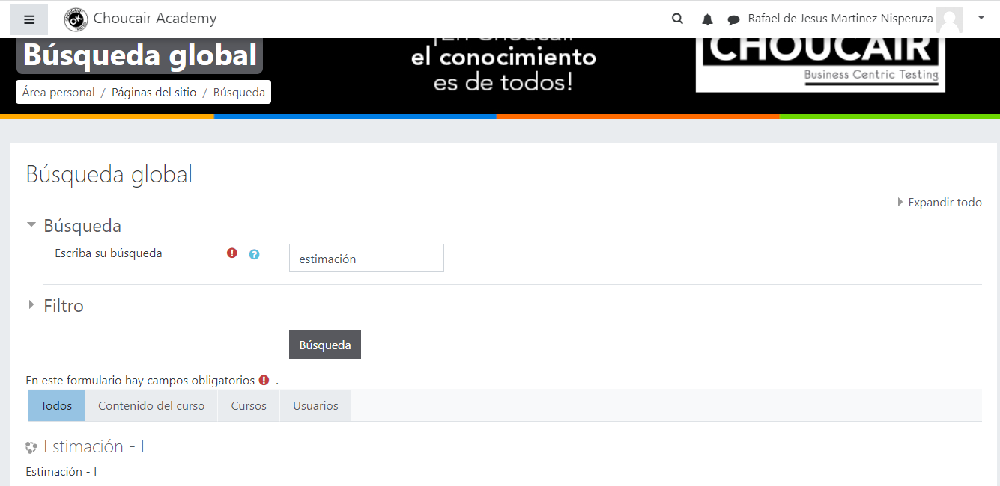 Choucair Academy
Rafael de Jesus Martinez Nisperuza
Búsqueda global
¡En Choucair
el conocimiento
es de todos!
CHOUCAIR
Business Centric Testing
Área personal / Páginas del sitio / Búsqueda
Búsqueda global
Expandir todo
Búsqueda
Escriba su búsqueda
estimación
Filtro
Búsqueda
En este formulario hay campos obligatorios .
Todos
Contenido del curso
Cursos
Usuarios
Estimación - I
Estimación - I